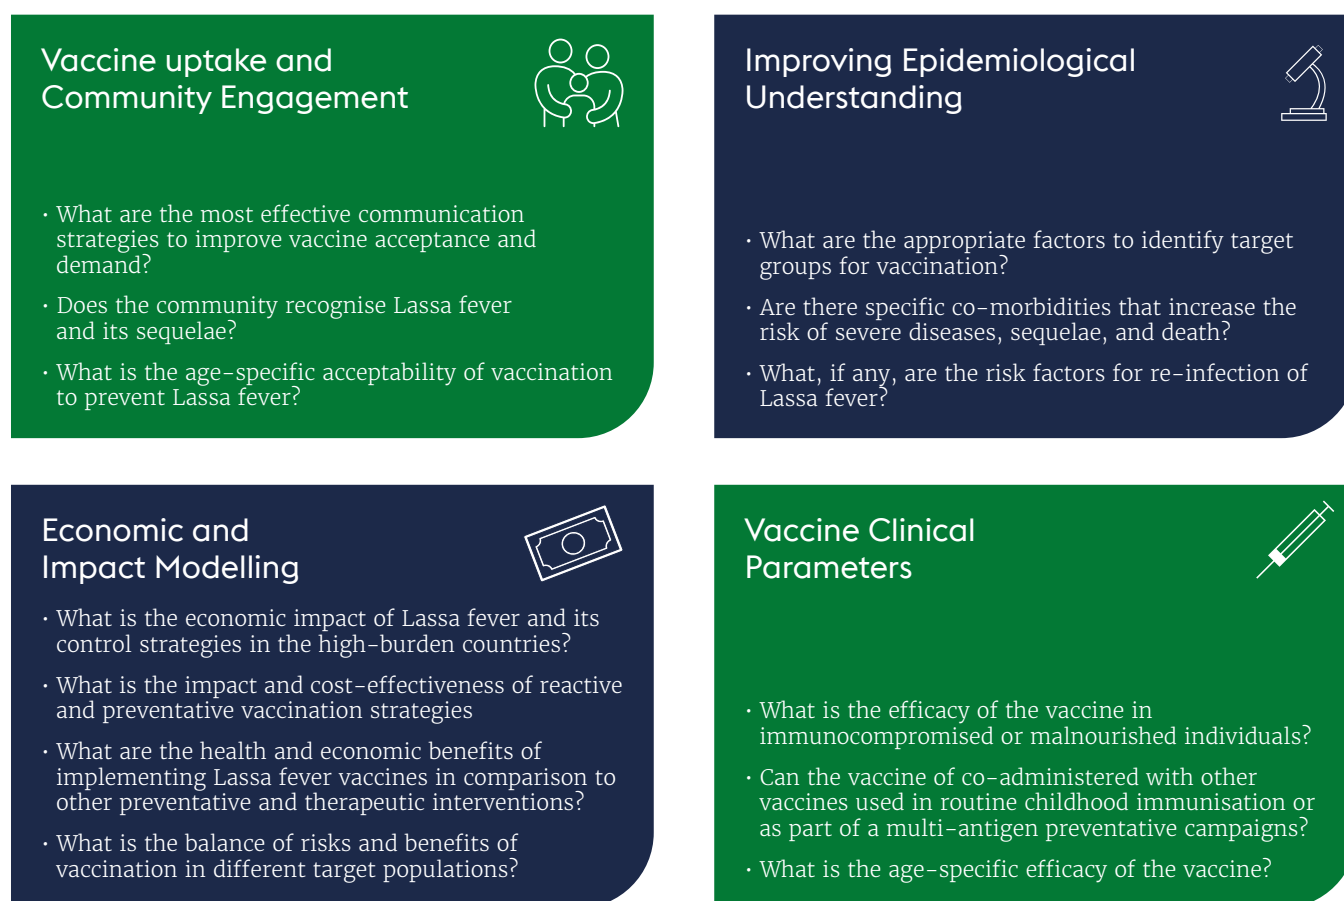 Vaccine uptake and
Community Engagement
· What are the most effective communication
strategies to improve vaccine acceptance and
demand?
· Does the community recognise Lassa fever
and its sequelae?
· What is the age-specific acceptability of vaccination
to prevent Lassa fever?
Improving Epidemiological
Understanding
· What are the appropriate factors to identify target
groups for vaccination?
· Are there specific co-morbidities that increase the
risk of severe diseases, sequelae, and death?
· What, if any, are the risk factors for re-infection of
Lassa fever?
Economic and
Impact Modelling
· What is the economic impact of Lassa fever and its
control strategies in the high-burden countries?
· What is the impact and cost-effectiveness of reactive
and preventative vaccination strategies
· What are the health and economic benefits of
implementing Lassa fever vaccines in comparison to
other preventative and therapeutic interventions?
· What is the balance of risks and benefits of
vaccination in different target populations?
Vaccine Clinical
Parameters
· What is the efficacy of the vaccine in
immunocompromised or malnourished individuals?
· Can the vaccine of co-administered with other
vaccines used in routine childhood immunisation or
as part of a multi-antigen preventative campaigns?
· What is the age-specific efficacy of the vaccine?